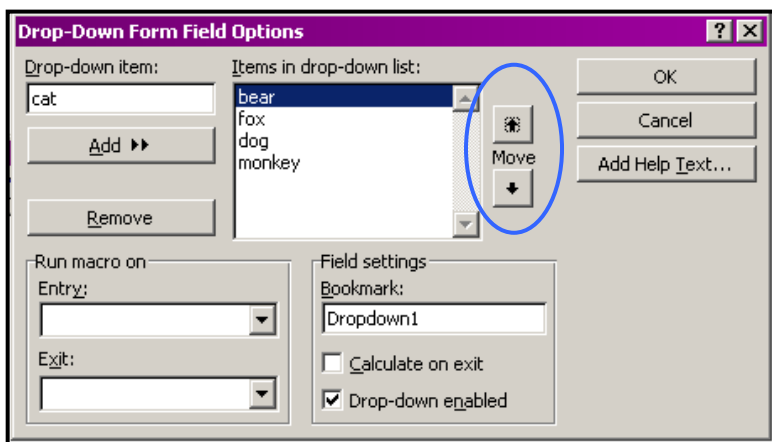 Drop-Down Form Field Options
Drop-down item:
cat
Add
Remove
Items in drop-down list:
bear
fox
dog
monkey
Move
OK
Cancel
Add Help Text...
Run macro on
Entry:
Exit:
Field settings
Bookmark:
Dropdown1
Calculate on exit
Drop-down enabled